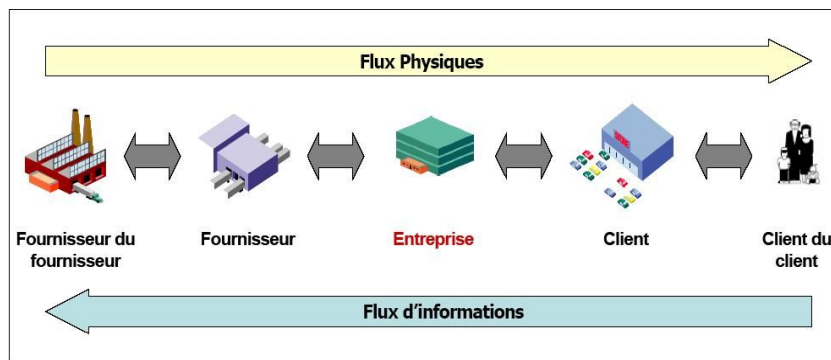 Flux Physiques
Fournisseur du
fournisseur
Fournisseur
Entreprise
Client
Client du
client
Flux d’informations